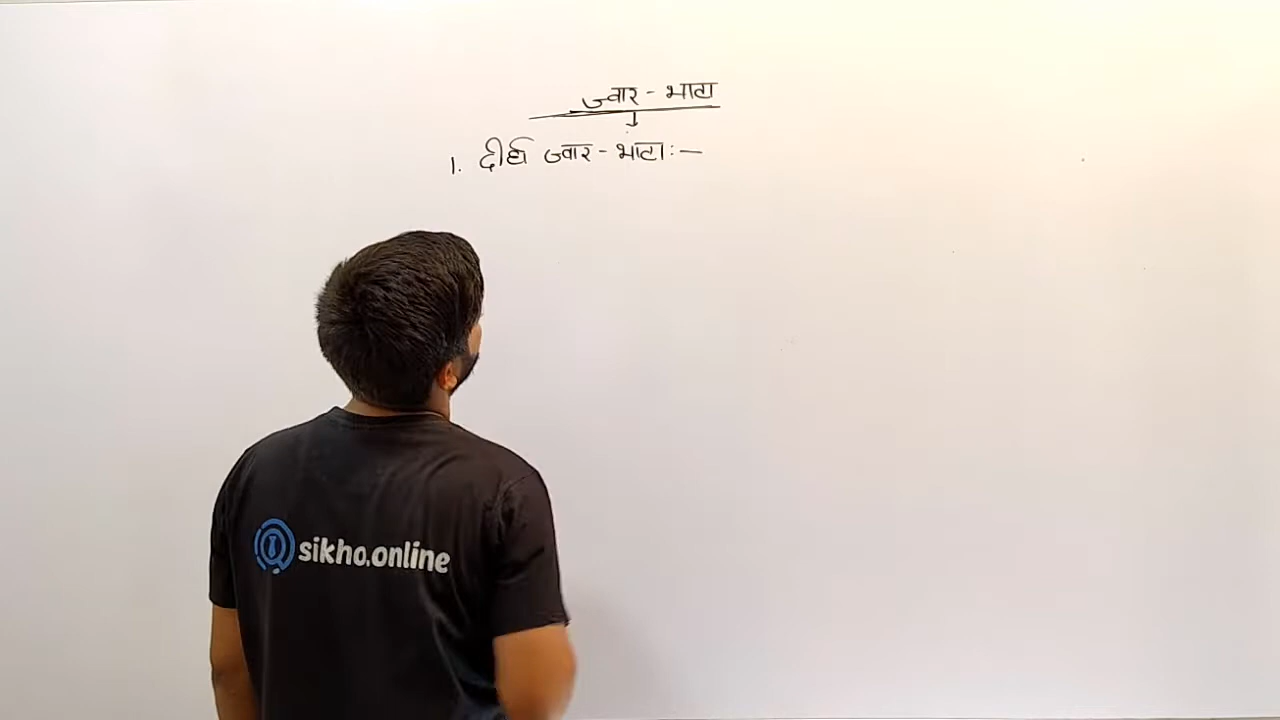 ज्वार - भाटा
1. दीर्घ ज्वार - भाटा : —
sikho.online